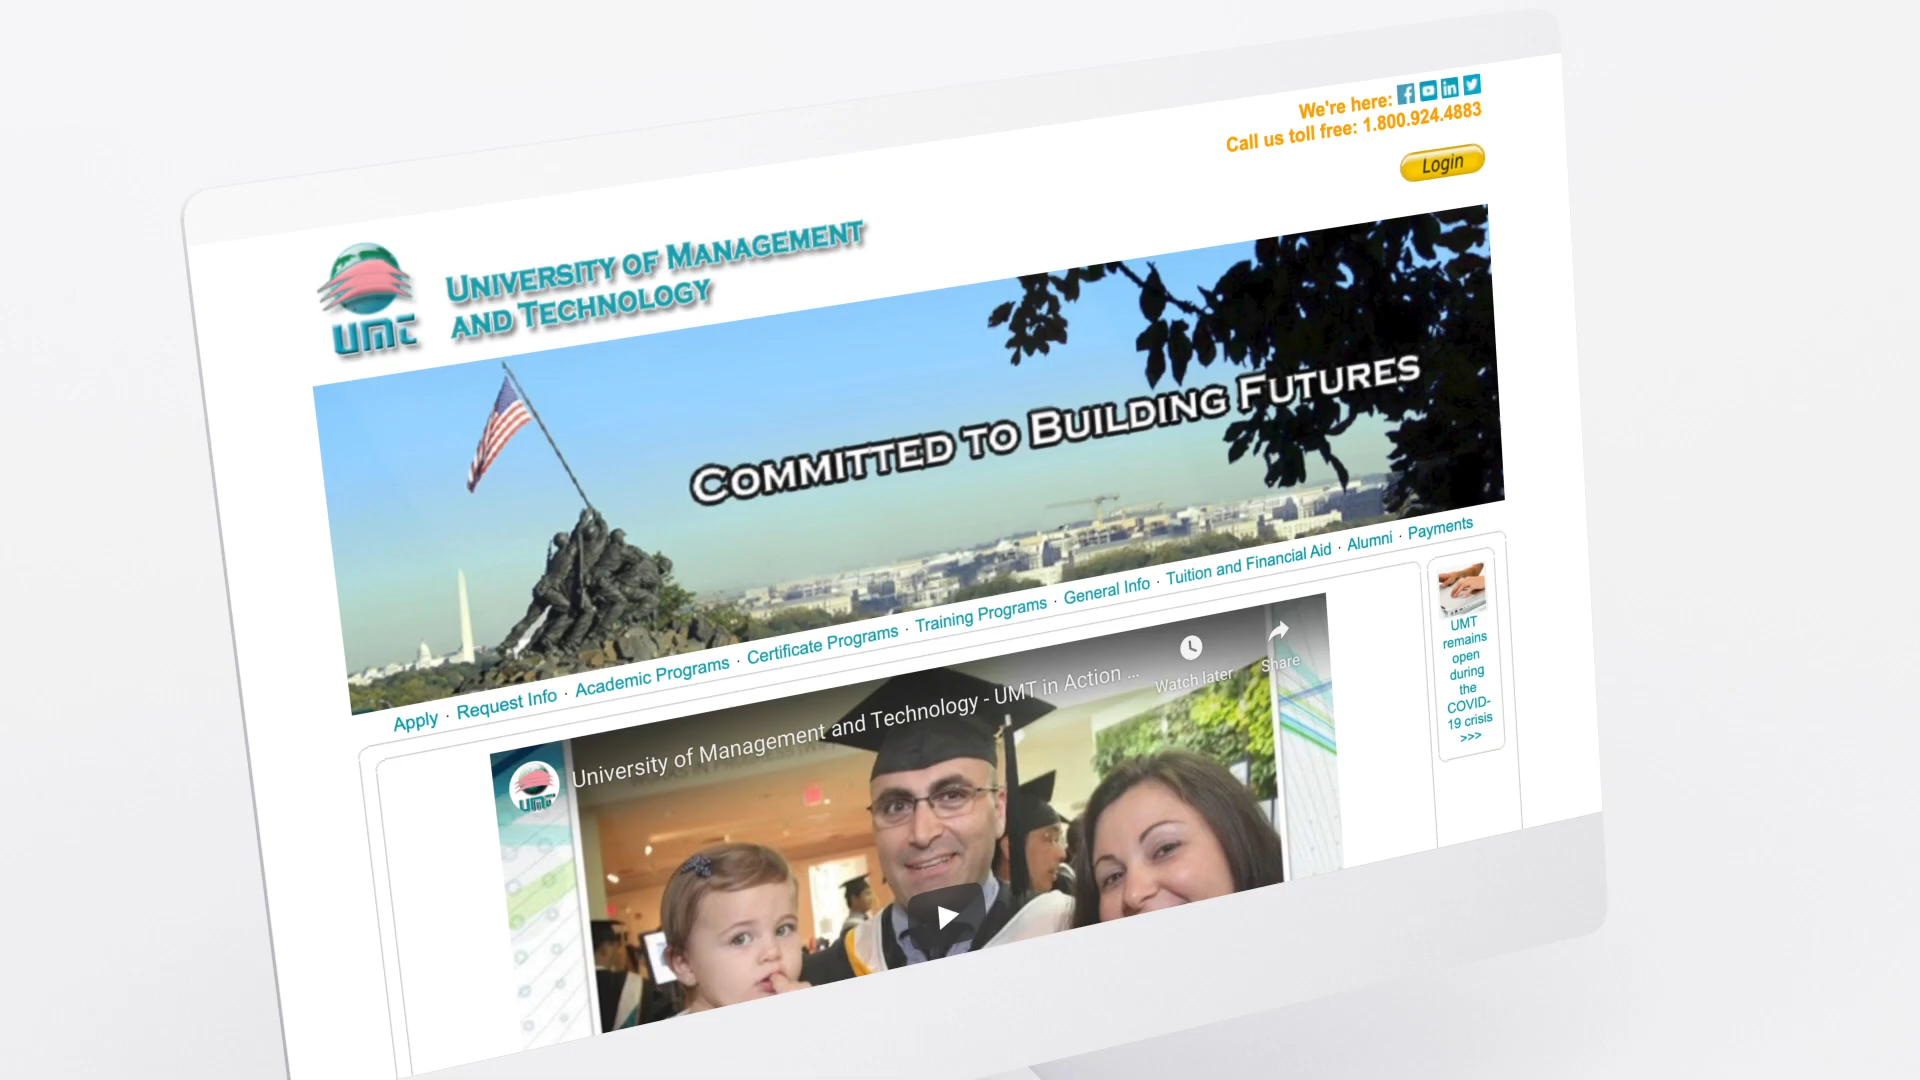 We're here:
Call us toll free: 1.800.924.4883
Login
UMT
UNIVERSITY OF MANAGEMENT
AND TECHNOLOGY
COMMITTED TO BUILDING FUTURES
Apply · Request Info · Academic Programs · Certificate Programs · Training Programs · General Info · Tuition and Financial Aid · Alumni · Payments
UMT
University of Management and Technology - UMT in Action ...
Watch later
Share
UMT
remains
open
during
the
COVID-
19 crisis
>>>